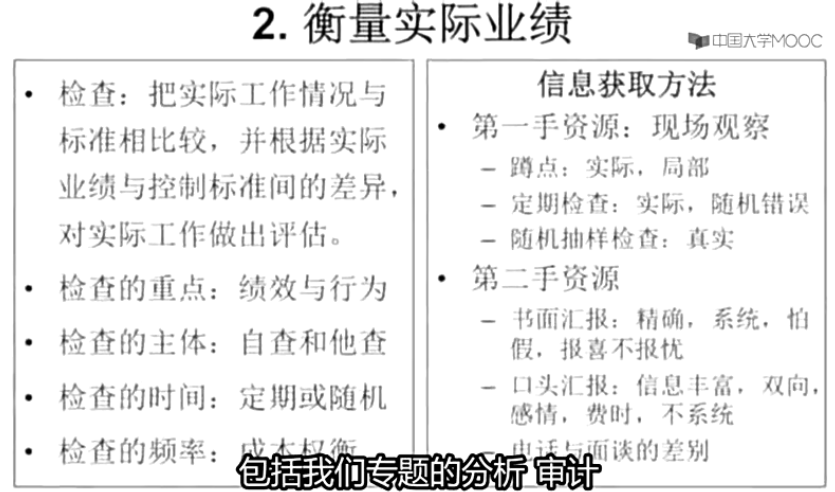 2. 衡量实际业绩
中国大学MOOC
• 检查：把实际工作情况与
标准相比较，并根据实际
业绩与控制标准间的差异，
对实际工作做出评估。
• 检查的重点：绩效与行为
• 检查的主体：自查和他查
• 检查的时间：定期或随机
• 检查的频率：成本权衡
信息获取方法
• 第一手资源：现场观察
– 蹲点：实际，局部
– 定期检查：实际，随机错误
– 随机抽样检查：真实
• 第二手资源
– 书面汇报：精确，系统，怕
假，报喜不报忧
– 口头汇报：信息丰富，双向，
感情，费时，不系统
– 电话与面谈的差别
包括我们专题的分析 审计